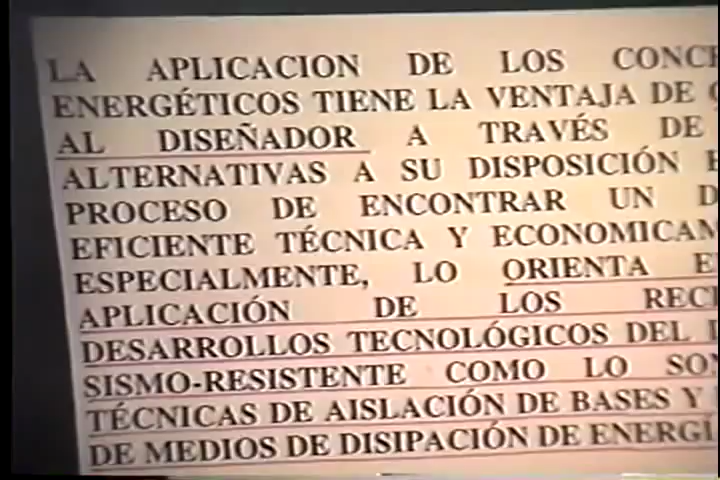 LA APLICACION DE LOS
ENERGÉTICOS TIENE LA VENTAJA DE
AL DISEÑADOR A TRAVÉS DE
ALTERNATIVAS A SU DISPOSICIÓN
PROCESO DE ENCONTRAR UN
EFICIENTE TÉCNICA Y
ESPECIALMENTE, LO ORIENTA
APLICACIÓN DE LOS
DESARROLLOS TECNOLÓGICOS DEL
SISMO-RESISTENTE COMO LO
TÉCNICAS DE AISLACIÓN DE BASES Y
DE MEDIOS DE DISIPACIÓN DE